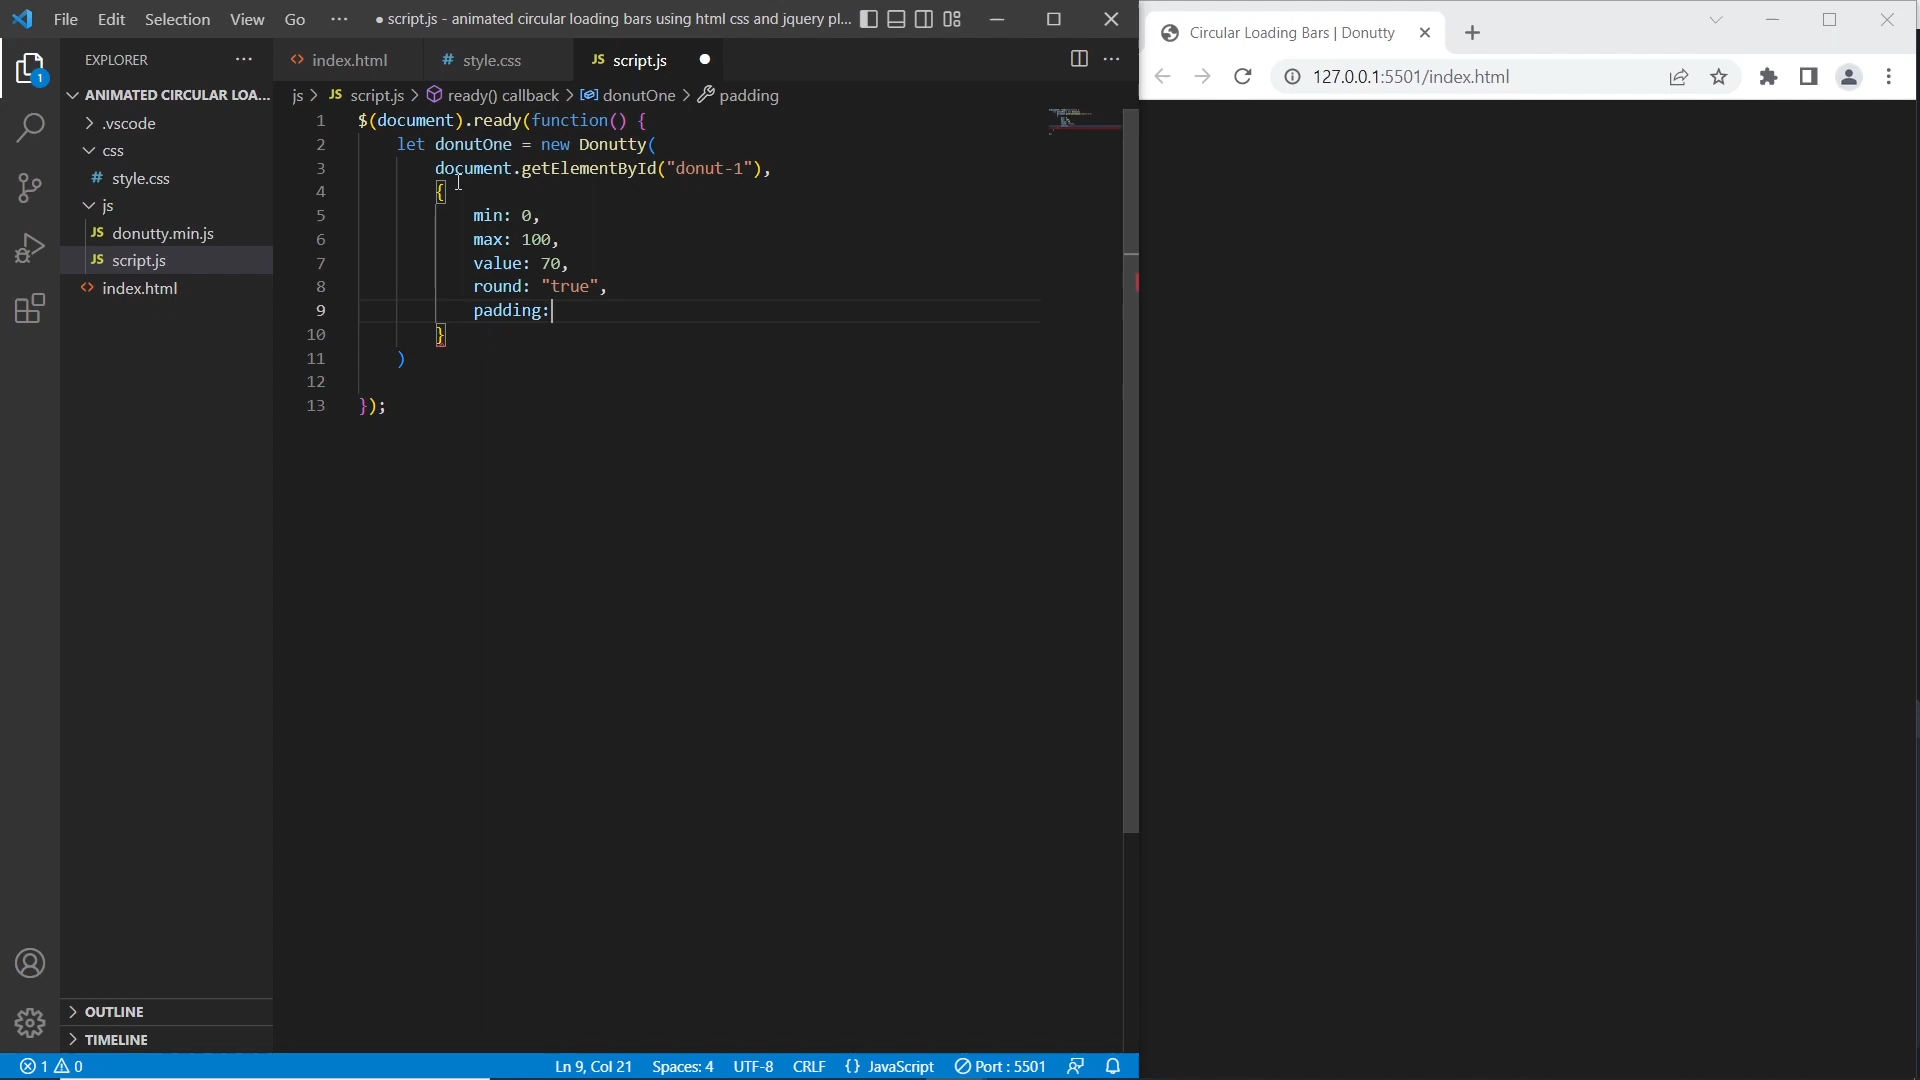 File Edit Selection View Go ··· ● script.js - animated circular loading bars using html css and jquery pl...
Circular Loading Bars | Donutty
127.0.0.1:5501/index.html
EXPLORER ···
index.html # style.css JS script.js
1
ANIMATED CIRCULAR LOA...
js > JS script.js > ready() callback > donutOne > padding
.vscode
css
# style.css
js
JS donutty.min.js
JS script.js
index.html
1 $(document).ready(function() {
2 let donutOne = new Donutty(
3 document.getElementById("donut-1"),
4 {
5 min: 0,
6 max: 100,
7 value: 70,
8 round: "true",
9 padding:
10 }
11 )
12
13 });
OUTLINE
TIMELINE
1 0 Ln 9, Col 21 Spaces: 4 UTF-8 CRLF {} JavaScript Port : 5501